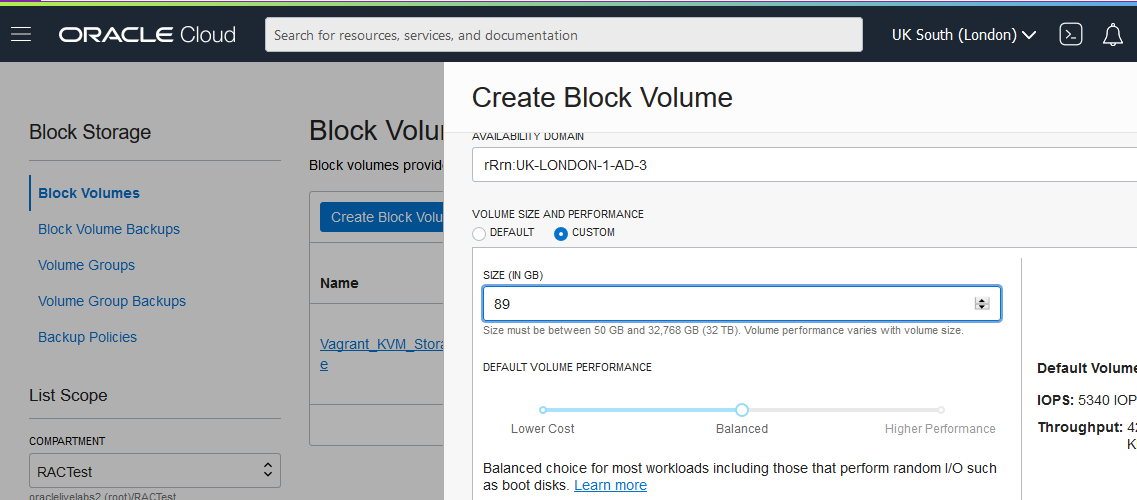 ORACLE Cloud
Search for resources, services, and documentation
UK South (London)
Block Storage
Block Volumes
Block Volume Backups
Volume Groups
Volume Group Backups
Backup Policies
List Scope
COMPARTMENT
RACTest
oraclelivelabs2 (root)/RACTest
Block Volu
Block volumes provid
Create Block Volu
Name
Vagrant_KVM_Stora
e
Create Block Volume
AVAILABILITY DOMAIN
rRrn:UK-LONDON-1-AD-3
VOLUME SIZE AND PERFORMANCE
DEFAULT CUSTOM
SIZE (IN GB)
89
Size must be between 50 GB and 32,768 GB (32 TB). Volume performance varies with volume size.
DEFAULT VOLUME PERFORMANCE
Lower Cost Balanced Higher Performance
Balanced choice for most workloads including those that perform random I/O such
as boot disks. Learn more
Default Volume
IOPS: 5340 IOP
Throughput: 42
K